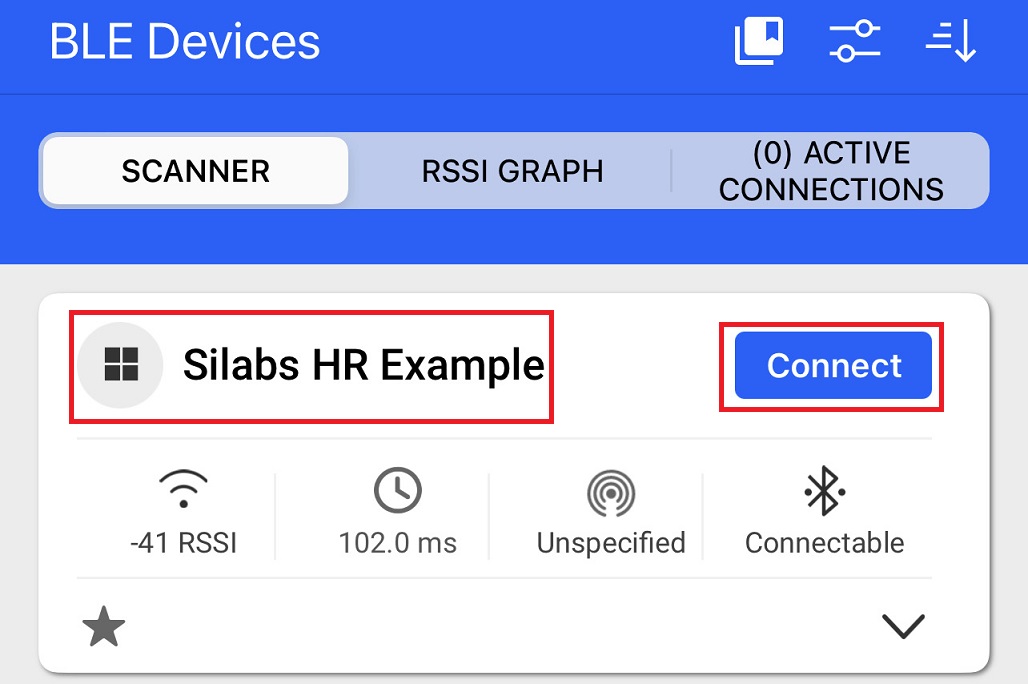 BLE Devices
SCANNER
RSSI GRAPH
(0) ACTIVE
CONNECTIONS
Silabs HR Example
Connect
-41 RSSI
102.0 ms
Unspecified
Connectable